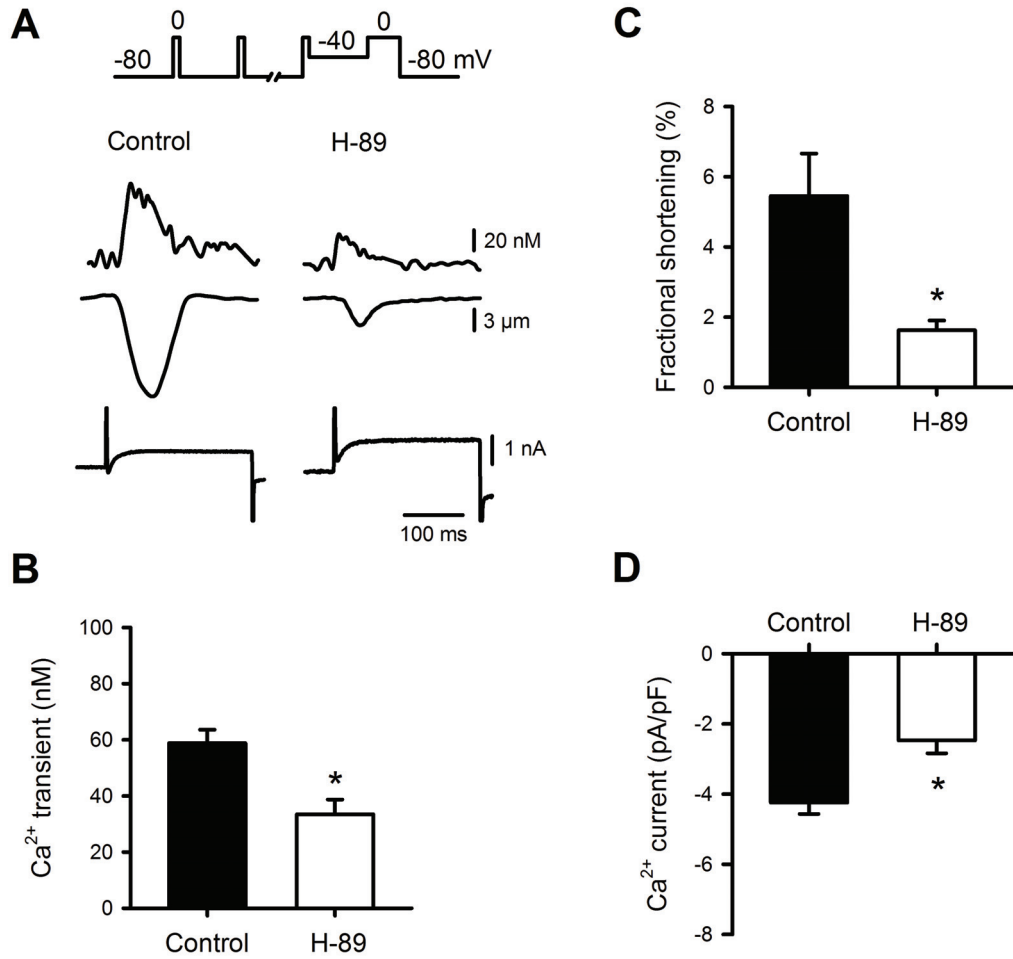 A
0
-40
0
-80
-80 mV
Control
H-89
20 nM
3 µm
1 nA
100 ms
B
Ca2+ transient (nM)
100
80
60
40
20
0
*
Control
H-89
C
Fractional shortening (%)
8
6
4
2
0
*
Control
H-89
D
Control
H-89
Ca2+ current (pA/pF)
0
-2
-4
-6
-8
*